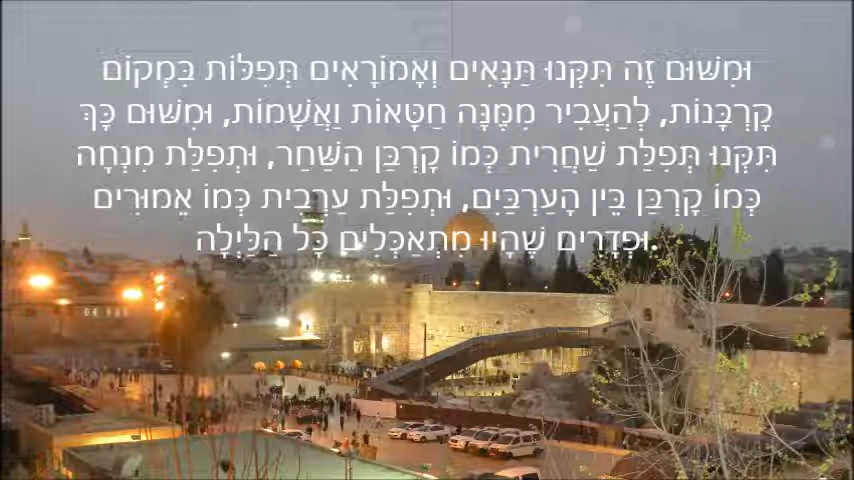 וּמִשּׁוּם זֶה תִּקְּנוּ תַּנָּאִים וְאָמוֹרָאִים תְּפִלּוֹת בִּמְקוֹם
קָרְבָּנוֹת, לְהַעֲבִיר מִמֶּנָּה חַטָּאוֹת וַאֲשָׁמוֹת, וּמִשּׁוּם כָּךְ
תִּקְּנוּ תְּפִלַּת שַׁחֲרִית כְּמוֹ קָרְבַּן הַשַּׁחַר, וּתְפִלַּת מִנְחָה
כְּמוֹ קָרְבַּן בֵּין הָעַרְבַּיִם, וּתְפִלַּת עַרְבִית כְּמוֹ אֵמוּרִים
וּפְדָרִים שֶׁהָיוּ מִתְאַכְּלִים כָּל הַלַּיְלָה.